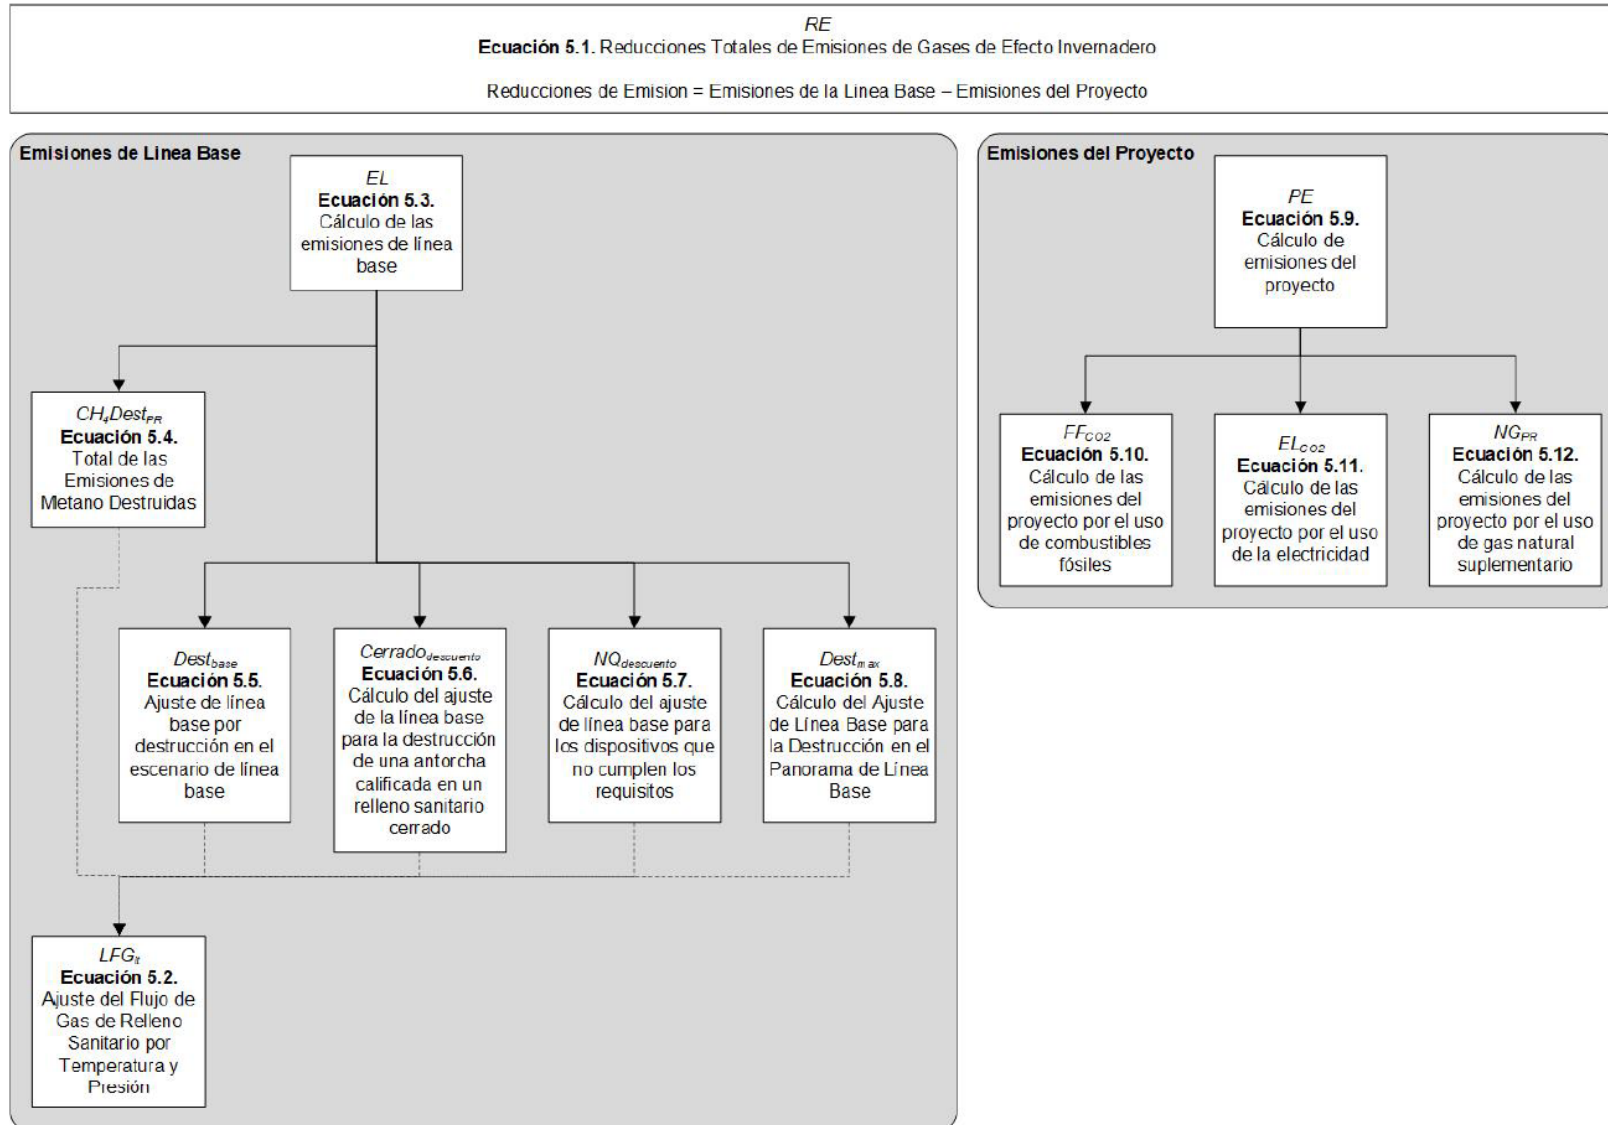 RE
Ecuación 5.1. Reducciones Totales de Emisiones de Gases de Efecto Invernadero
Reducciones de Emision = Emisiones de la Linea Base – Emisiones del Proyecto
Emisiones de Linea Base
EL
Ecuación 5.3.
Cálculo de las
emisiones de línea
base
CH₄Dest_PR
Ecuación 5.4.
Total de las
Emisiones de
Metano Destruidas
Dest_base
Ecuación 5.5.
Ajuste de línea
base por
destrucción en el
escenario de línea
base
Cerrado_descuento
Ecuación 5.6.
Cálculo del ajuste
de la línea base
para la destrucción
de una antorcha
calificada en un
relleno sanitario
cerrado
NQ_descuento
Ecuación 5.7.
Cálculo del ajuste
de línea base para
los dispositivos que
no cumplen los
requisitos
Dest_max
Ecuación 5.8.
Cálculo del Ajuste
de Línea Base para
la Destrucción en el
Panorama de Línea
Base
LFG_it
Ecuación 5.2.
Ajuste del Flujo de
Gas de Relleno
Sanitario por
Temperatura y
Presión
Emisiones del Proyecto
PE
Ecuación 5.9.
Cálculo de
emisiones del
proyecto
FF_CO2
Ecuación 5.10.
Cálculo de las
emisiones del
proyecto por el uso
de combustibles
fósiles
EL_CO2
Ecuación 5.11.
Cálculo de las
emisiones del
proyecto por el uso
de la electricidad
NG_PR
Ecuación 5.12.
Cálculo de las
emisiones del
proyecto por el uso
de gas natural
suplementario